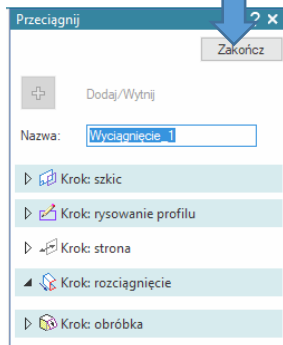 Przeciągnij ? ×
Zakończ
Dodaj/Wytnij
Nazwa: Wyciągnięcie_1
Krok: szkic
Krok: rysowanie profilu
Krok: strona
Krok: rozciągnięcie
Krok: obróbka